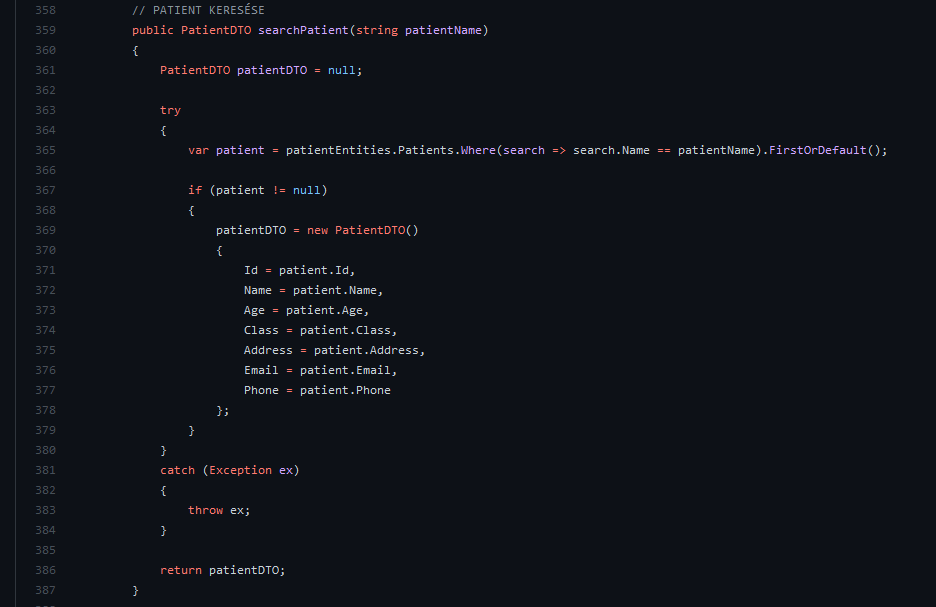 358 // PATIENT KERESÉSE
359 public PatientDTO searchPatient(string patientName)
360 {
361 PatientDTO patientDTO = null;
362
363 try
364 {
365 var patient = patientEntities.Patients.Where(search => search.Name == patientName).FirstOrDefault();
366
367 if (patient != null)
368 {
369 patientDTO = new PatientDTO()
370 {
371 Id = patient.Id,
372 Name = patient.Name,
373 Age = patient.Age,
374 Class = patient.Class,
375 Address = patient.Address,
376 Email = patient.Email,
377 Phone = patient.Phone
378 };
379 }
380 }
381 catch (Exception ex)
382 {
383 throw ex;
384 }
385
386 return patientDTO;
387 }